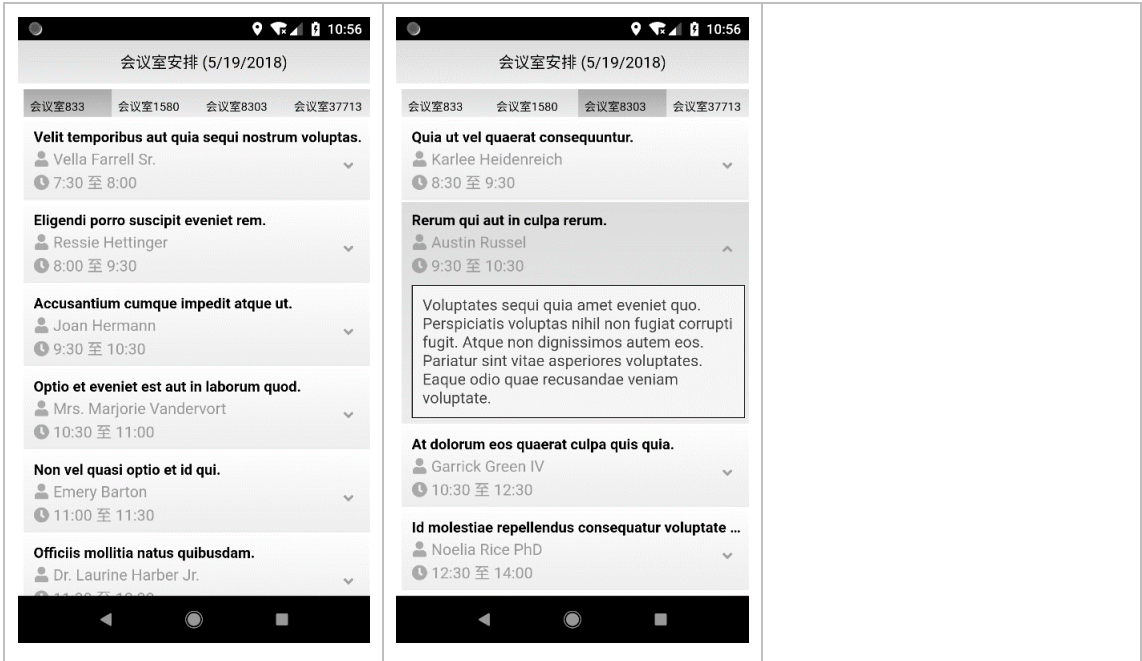 10:56
会议室安排 (5/19/2018)
会议室833 会议室1580 会议室8303 会议室37713
Velit temporibus aut quia sequi nostrum voluptas.
Vella Farrell Sr.
7:30 至 8:00
Eligendi porro suscipit eveniet rem.
Ressie Hettinger
8:00 至 9:30
Accusantium cumque impedit atque ut.
Joan Hermann
9:30 至 10:30
Optio et eveniet est aut in laborum quod.
Mrs. Marjorie Vandervort
10:30 至 11:00
Non vel quasi optio et id qui.
Emery Barton
11:00 至 11:30
Officiis mollitia natus quibusdam.
Dr. Laurine Harber Jr.
10:56
会议室安排 (5/19/2018)
会议室833 会议室1580 会议室8303 会议室37713
Quia ut vel quaerat consequuntur.
Karlee Heidenreich
8:30 至 9:30
Rerum qui aut in culpa rerum.
Austin Russel
9:30 至 10:30
Voluptates sequi quia amet eveniet quo.
Perspiciatis voluptas nihil non fugiat corrupti
fugit. Atque non dignissimos autem eos.
Pariatur sint vitae asperiores voluptates.
Eaque odio quae recusandae veniam
voluptate.
At dolorum eos quaerat culpa quis quia.
Garrick Green IV
10:30 至 12:30
Id molestiae repellendus consequatur voluptate ...
Noelia Rice PhD
12:30 至 14:00